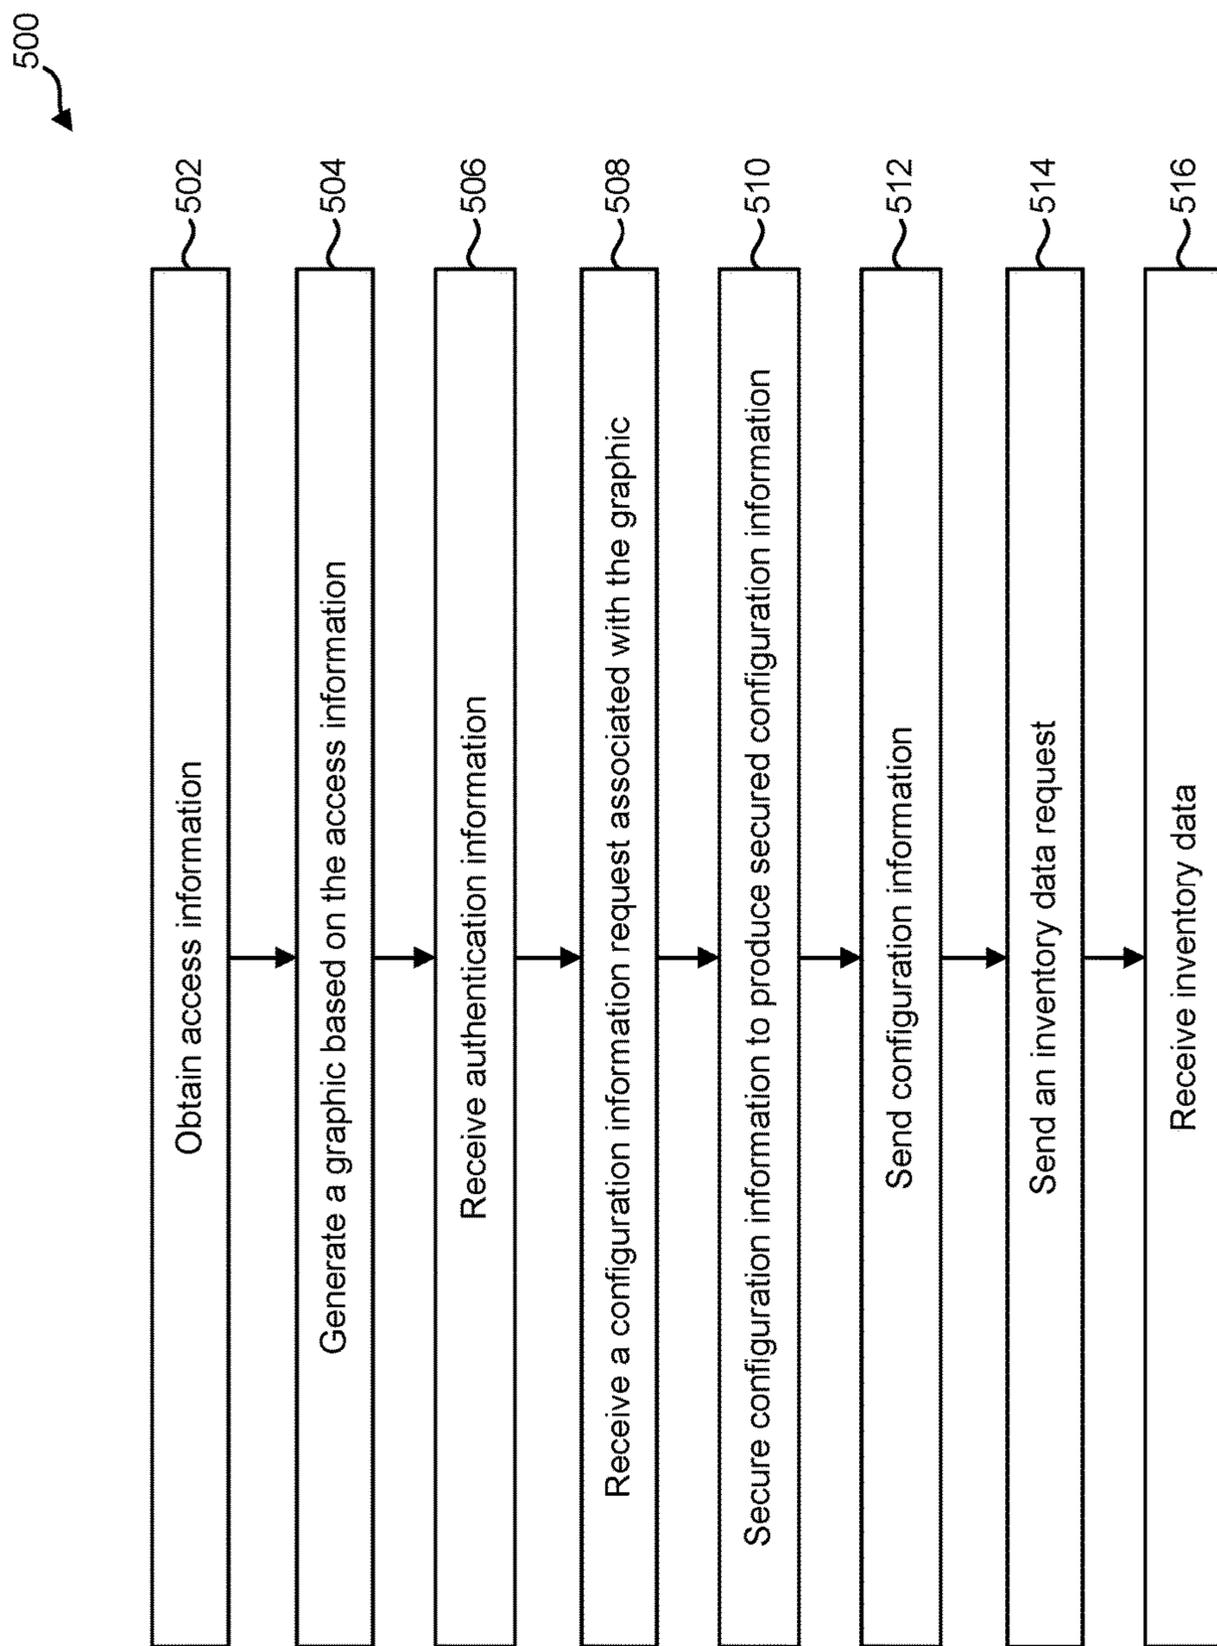 500
Obtain access information
502
Generate a graphic based on the access information
504
Receive authentication information
506
Receive a configuration information request associated with the graphic
508
Secure configuration information to produce secured configuration information
510
Send configuration information
512
Send an inventory data request
514
Receive inventory data
516